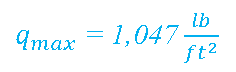 q_max = 1,047 lb/ft²